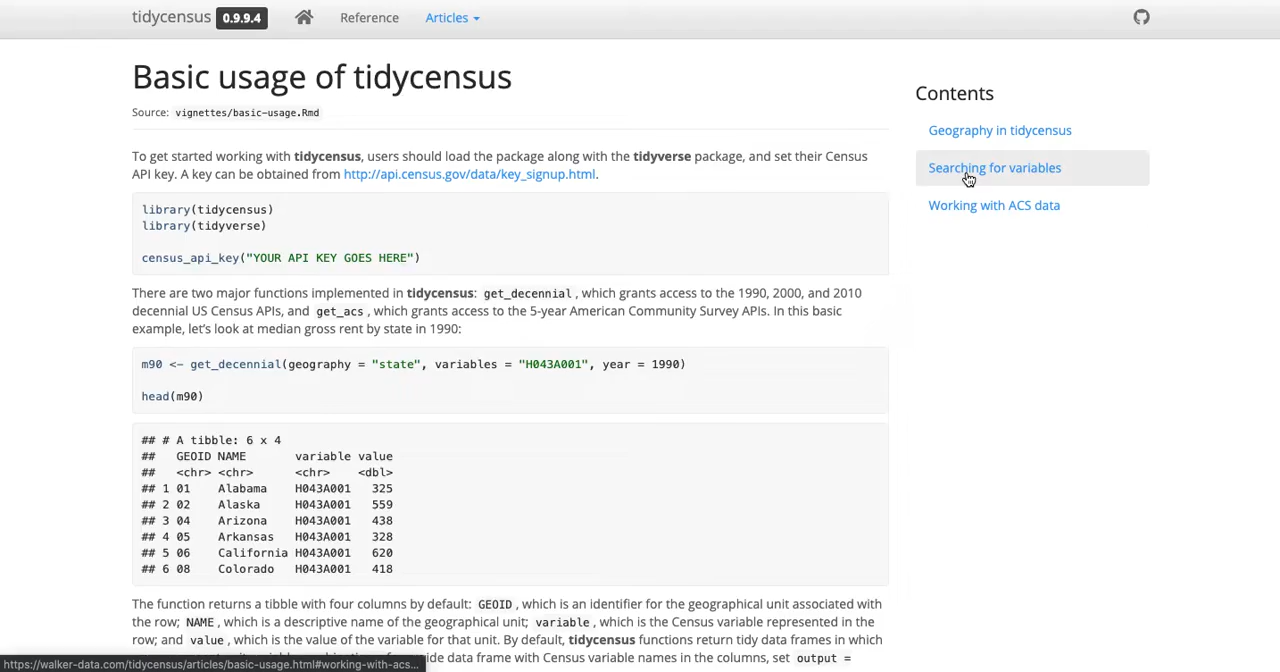 tidycensus 0.9.9.4 Reference Articles
Basic usage of tidycensus
Source: vignettes/basic-usage.Rmd
To get started working with tidycensus, users should load the package along with the tidyverse package, and set their Census
API key. A key can be obtained from http://api.census.gov/data/key_signup.html.
library(tidycensus)
library(tidyverse)
census_api_key("YOUR API KEY GOES HERE")
There are two major functions implemented in tidycensus: get_decennial, which grants access to the 1990, 2000, and 2010
decennial US Census APIs, and get_acs, which grants access to the 5-year American Community Survey APIs. In this basic
example, let's look at median gross rent by state in 1990:
m90 <- get_decennial(geography = "state", variables = "H043A001", year = 1990)
head(m90)
## # A tibble: 6 x 4
##   GEOID NAME       variable value
##   <chr> <chr>      <chr>    <dbl>
## 1 01    Alabama    H043A001   325
## 2 02    Alaska     H043A001   559
## 3 04    Arizona    H043A001   438
## 4 05    Arkansas   H043A001   328
## 5 06    California H043A001   620
## 6 08    Colorado   H043A001   418
The function returns a tibble with four columns by default: GEOID, which is an identifier for the geographical unit associated with
the row; NAME, which is a descriptive name of the geographical unit; variable, which is the Census variable represented in the
row; and value, which is the value of the variable for that unit. By default, tidycensus functions return tidy data frames in which
data frame with Census variable names in the columns, set output =
Contents
Geography in tidycensus
Searching for variables
Working with ACS data
https://walker-data.com/tidycensus/articles/basic-usage.html#working-with-acs...